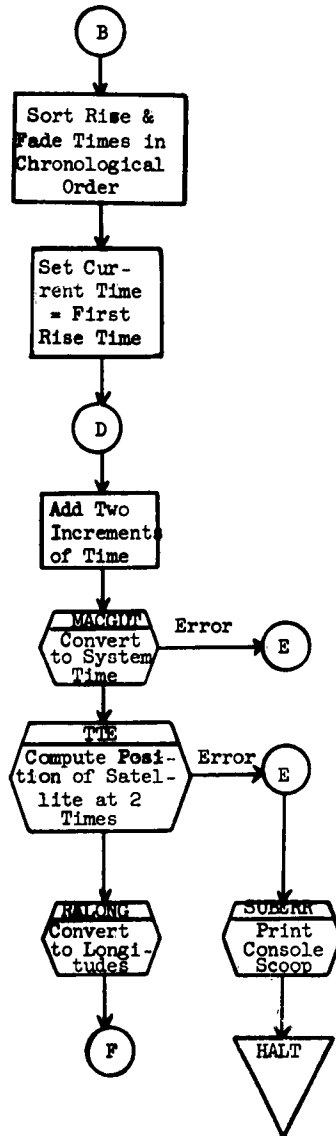 B
Sort Rise &
Fade Times in
Chronological
Order
Set Cur-
rent Time
= First
Rise Time
D
Add Two
Increments
of Time
MACGUT
Convert
to System
Time
Error
E
TTE
Compute Posi-
tion of Satel-
lite at 2
Times
Error
E
RALONG
Convert
to Longi-
tudes
SUBERR
Print
Console
Scoop
F
HALT